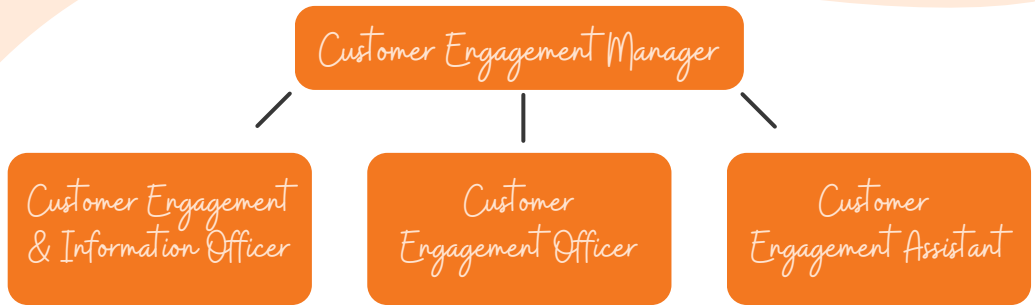 Customer Engagement Manager
Customer Engagement
& Information Officer
Customer
Engagement Officer
Customer
Engagement Assistant